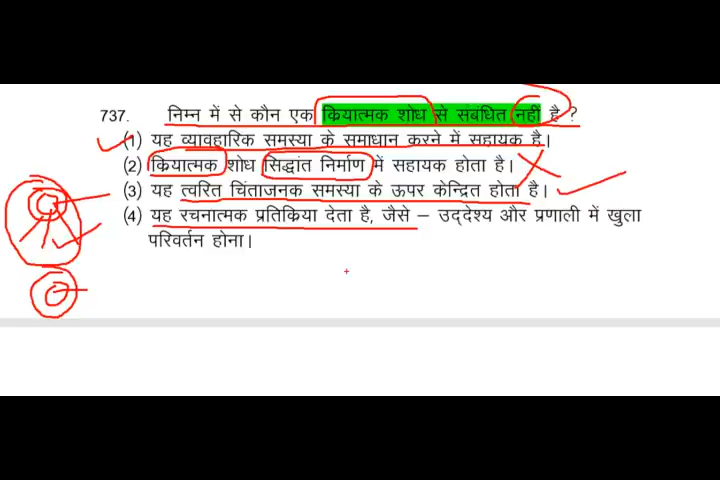 737. निम्न में से कौन एक क्रियात्मक शोध से संबंधित नहीं है ?
(1) यह व्यावहारिक समस्या के समाधान करने में सहायक है।
(2) क्रियात्मक शोध सिद्धांत निर्माण में सहायक होता है।
(3) यह त्वरित चिंताजनक समस्या के ऊपर केन्द्रित होता है।
(4) यह रचनात्मक प्रतिक्रिया देता है, जैसे – उद्देश्य और प्रणाली में खुला
परिवर्तन होना।